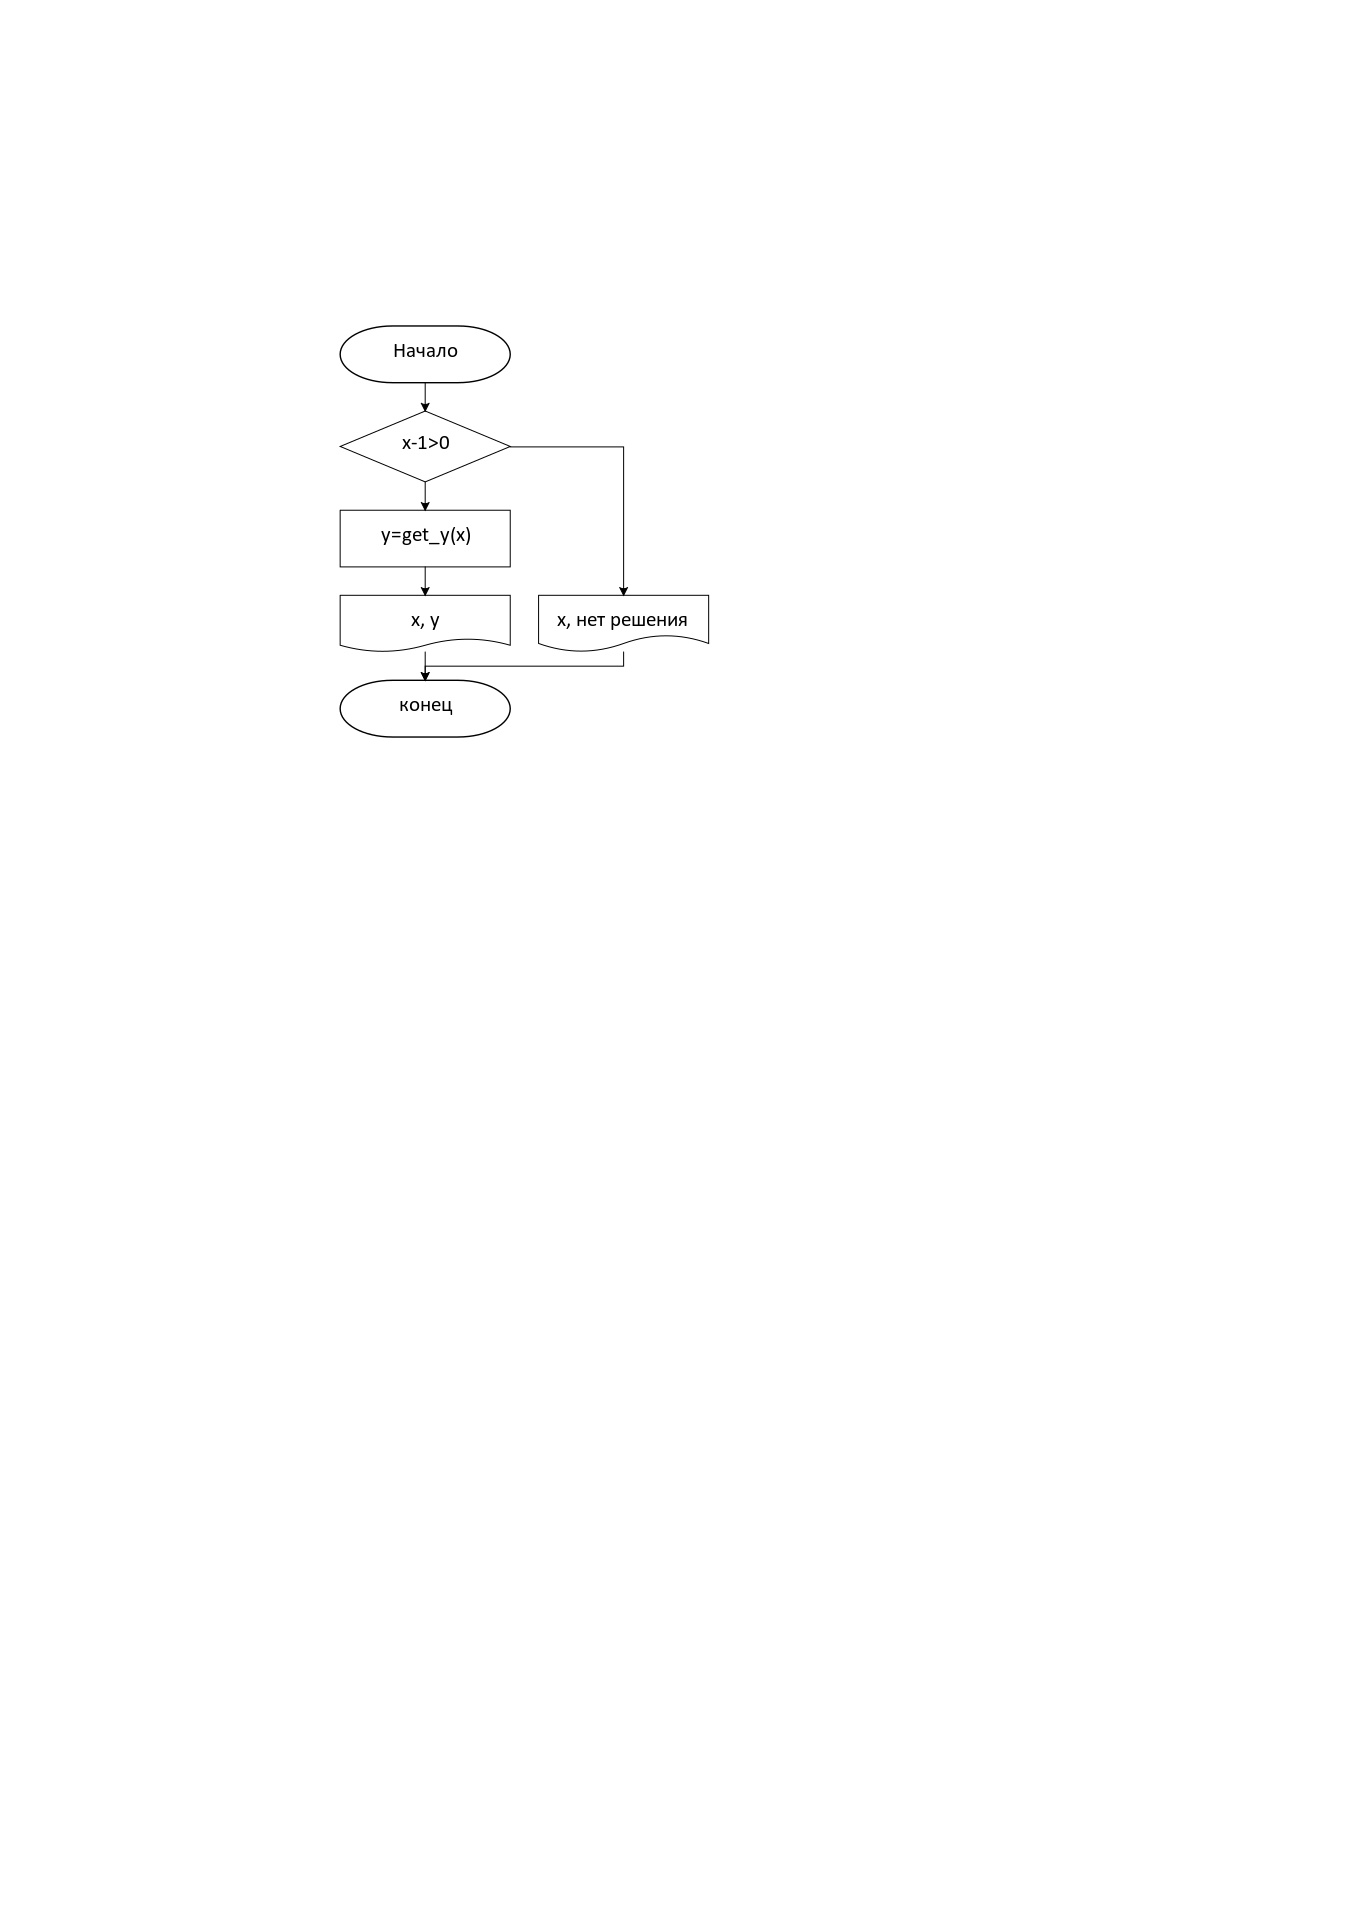 Начало
x-1>0
y=get_y(x)
x, y
x, нет решения
конец